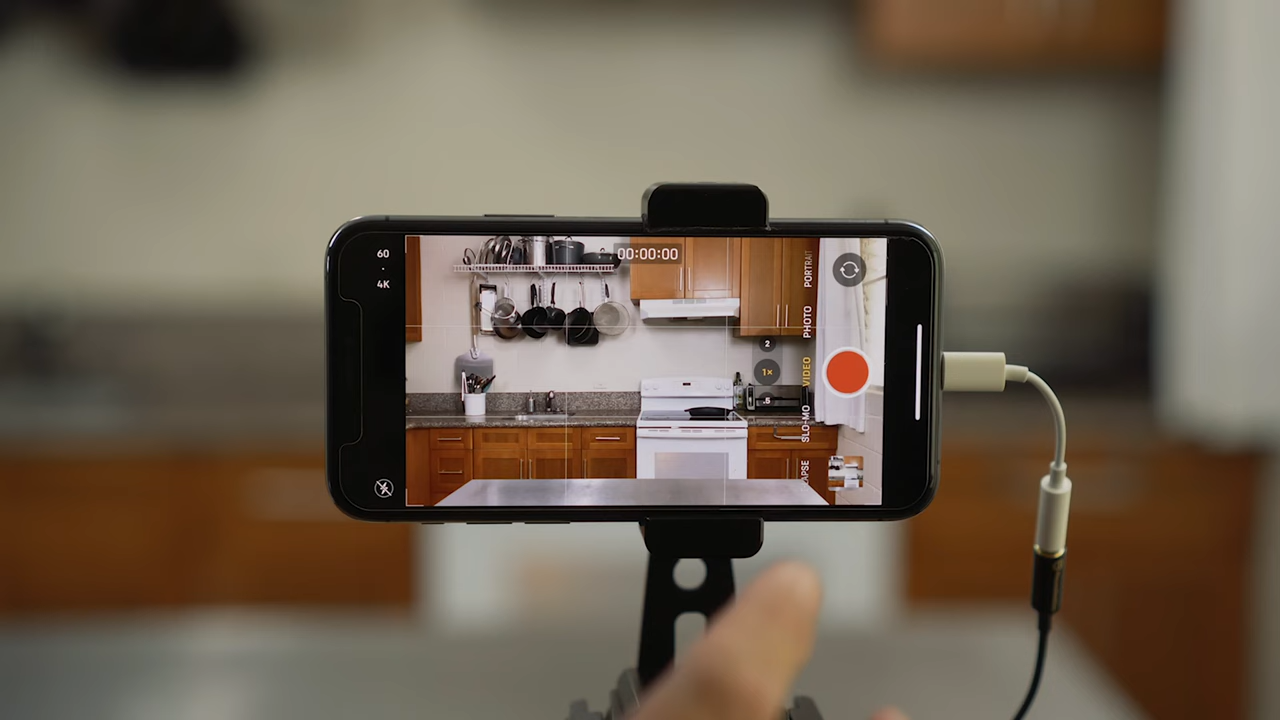 60
4K
00:00:00
PORTRAIT
PHOTO
VIDEO
SLO-MO
APSE
2
1×
.5